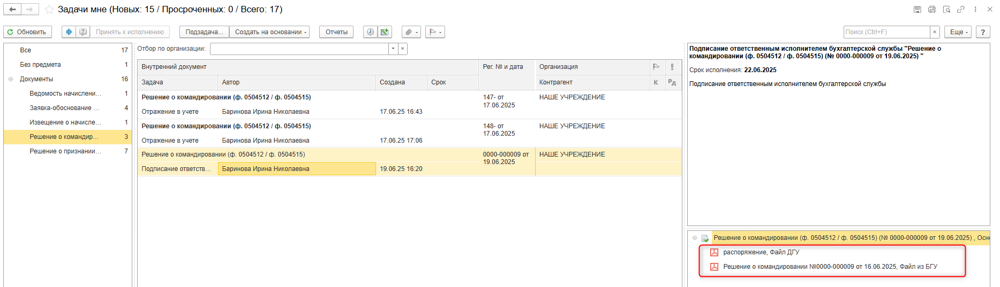 Задачи мне (Новых: 15 / Просроченных: 0 / Всего: 17)
Обновить
Принять к исполнению
Подзадача...
Создать на основании
Отчеты
Поиск (Ctrl+F)
×
Еще
?
Все 17
Без предмета 1
Документы 16
Ведомость начислени... 1
Заявка-обоснование ... 4
Извещение о начисле... 1
Решение о командир... 3
Решение о признании... 7
Отбор по организации:
Внутренний документ Рег. № и дата Организация
Задача Автор Создана Срок Контрагент К Рд
Решение о командировании (ф. 0504512 / ф. 0504515) 147- от НАШЕ УЧРЕЖДЕНИЕ
17.06.2025
Отражение в учете Баринова Ирина Николаевна 17.06.25 16:43
Решение о командировании (ф. 0504512 / ф. 0504515) 148- от НАШЕ УЧРЕЖДЕНИЕ
17.06.2025
Отражение в учете Баринова Ирина Николаевна 17.06.25 17:06
Решение о командировании (ф. 0504512 / ф. 0504515) 0000-000009 от НАШЕ УЧРЕЖДЕНИЕ
19.06.2025
Подписание ответств... Баринова Ирина Николаевна 19.06.25 16:20
Подписание ответственным исполнителем бухгалтерской службы "Решение о
командировании (ф. 0504512 / ф. 0504515) (№ 0000-000009 от 19.06.2025) "
Срок исполнения: 22.06.2025
Подписание ответственным исполнителем бухгалтерской службы
Решение о командировании (ф. 0504512 / ф. 0504515) (№ 0000-000009 от 19.06.2025) , Осн
распоряжение, Файл ДГУ
Решение о командировании №0000-000009 от 16.06.2025, Файл из БГУ